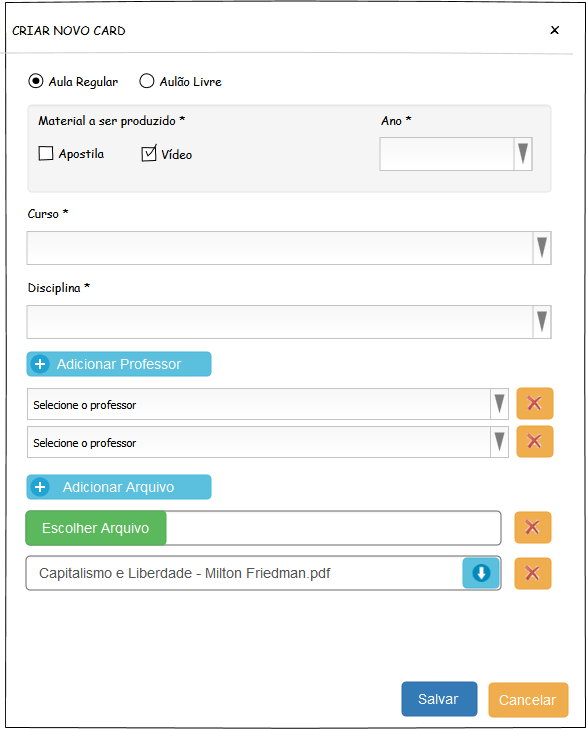 CRIAR NOVO CARD
Aula Regular Aulão Livre
Material a ser produzido * Ano *
Apostila Vídeo
Curso *
Disciplina *
Adicionar Professor
Selecione o professor
Selecione o professor
Adicionar Arquivo
Escolher Arquivo
Capitalismo e Liberdade - Milton Friedman.pdf
Salvar Cancelar